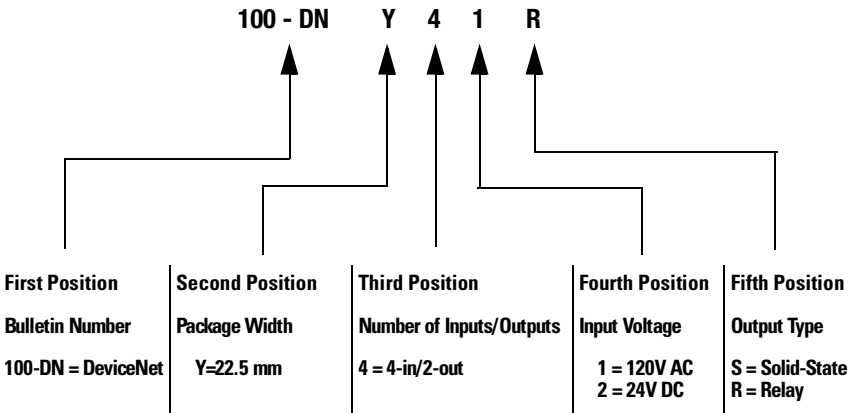 100 - DN Y 4 1 R
First Position
Bulletin Number
100-DN = DeviceNet
Second Position
Package Width
Y=22.5 mm
Third Position
Number of Inputs/Outputs
4 = 4-in/2-out
Fourth Position
Input Voltage
1 = 120V AC
2 = 24V DC
Fifth Position
Output Type
S = Solid-State
R = Relay